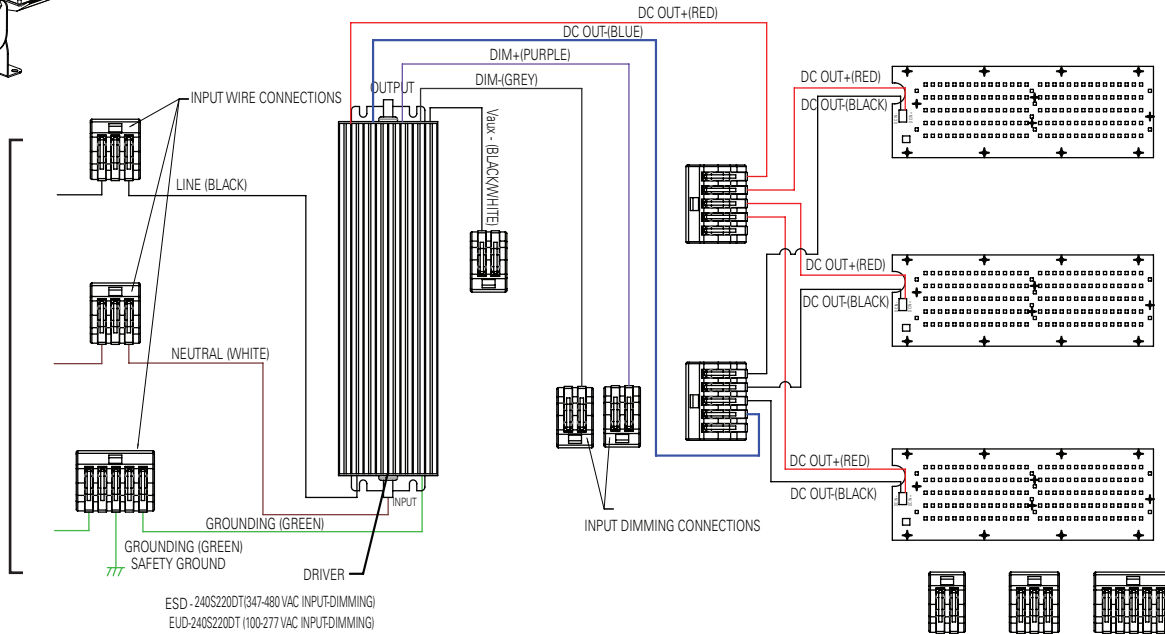 DC OUT+(RED)
DC OUT-(BLUE)
DIM+(PURPLE)
DIM-(GREY)
OUTPUT
INPUT WIRE CONNECTIONS
Vaux - (BLACK/WHITE)
LINE (BLACK)
NEUTRAL (WHITE)
DC OUT+(RED)
DC OUT-(BLACK)
DC OUT+(RED)
DC OUT-(BLACK)
DC OUT+(RED)
DC OUT-(BLACK)
INPUT
GROUNDING (GREEN)
INPUT DIMMING CONNECTIONS
GROUNDING (GREEN)
SAFETY GROUND
DRIVER
ESD - 240S220DT(347-480 VAC INPUT-DIMMING)
EUD-240S220DT (100-277 VAC INPUT-DIMMING)